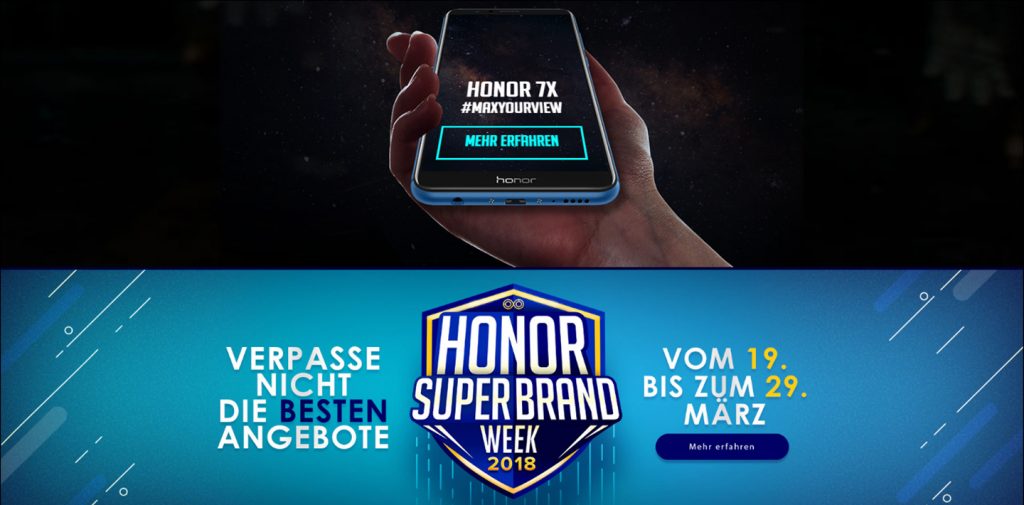 HONOR 7X
#MAXYOURVIEW
MEHR ERFAHREN
honor
VERPASSE
NICHT
DIE BESTEN
ANGEBOTE
HONOR
SUPER BRAND
WEEK
2018
VOM 19.
BIS ZUM 29.
MÄRZ
Mehr erfahren